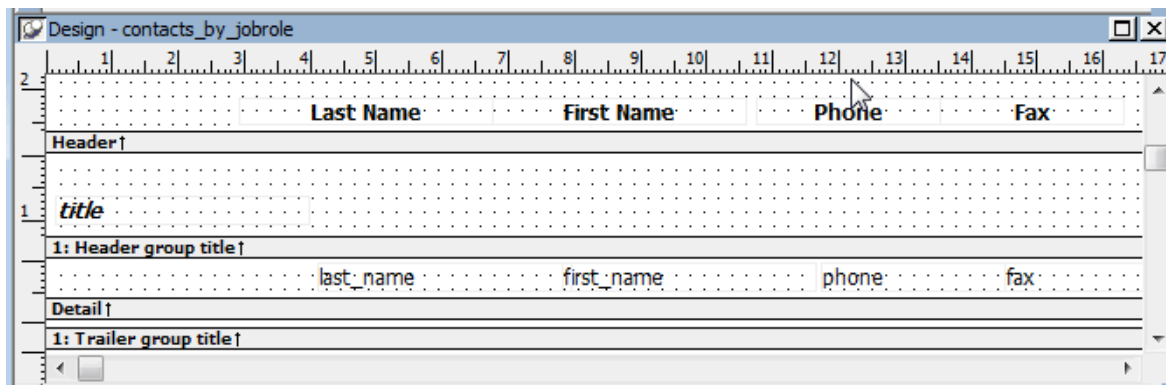 Design - contacts_by_jobrole
1 2 3 4 5 6 7 8 9 10 11 12 13 14 15 16 17
2
Last Name First Name Phone Fax
Header↑
1 title
1: Header group title↑
last_name first_name phone fax
Detail↑
1: Trailer group title↑